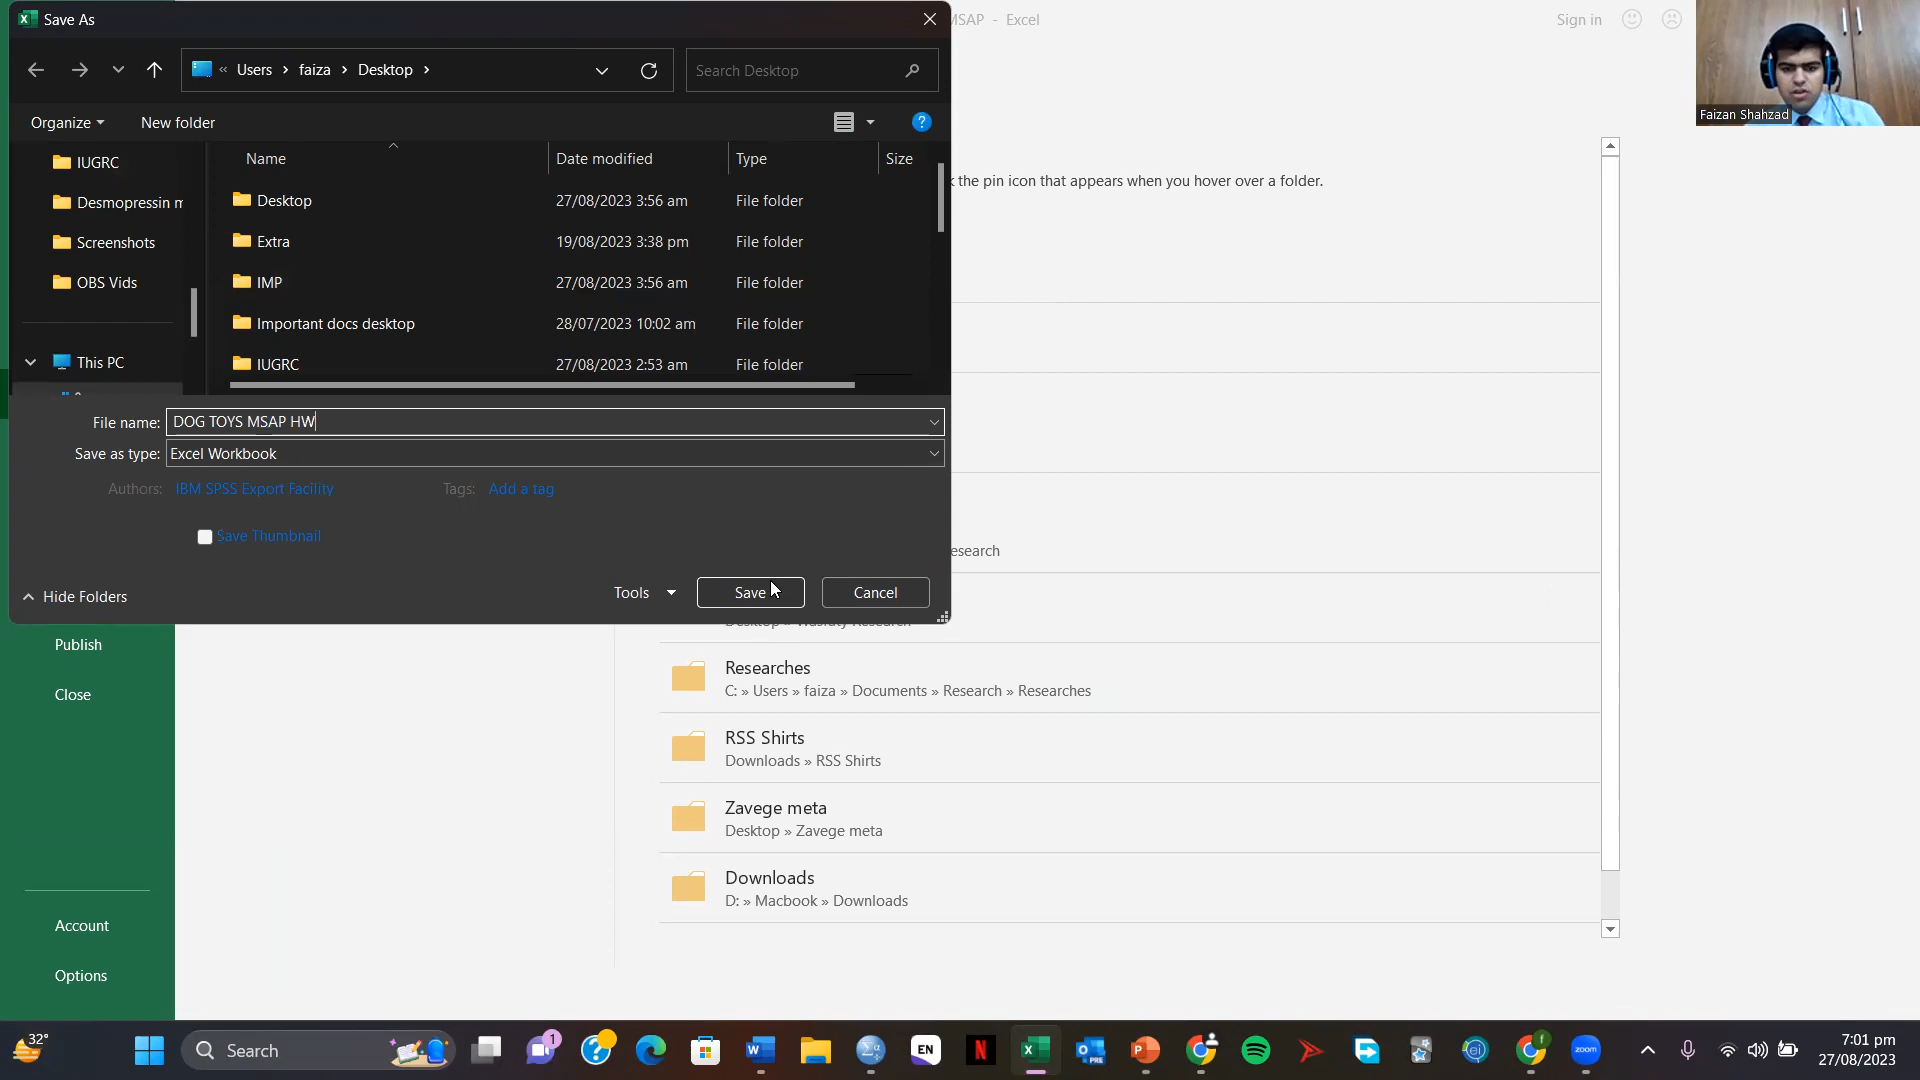 Save As
MSAP - Excel
Sign in
Faizan Shahzad
« Users › faiza › Desktop ›
Search Desktop
Organize
New folder
Name
Date modified
Type
Size
IUGRC
Desmopressin m
Screenshots
OBS Vids
This PC
Desktop 27/08/2023 3:56 am File folder
Extra 19/08/2023 3:38 pm File folder
IMP 27/08/2023 3:56 am File folder
Important docs desktop 28/07/2023 10:02 am File folder
IUGRC 27/08/2023 2:53 am File folder
the pin icon that appears when you hover over a folder.
File name: DOG TOYS MSAP HW
Save as type: Excel Workbook
Authors: IBM SPSS Export Facility
Tags: Add a tag
Save Thumbnail
Hide Folders
Tools
Save
Cancel
esearch
Publish
Close
Account
Options
Researches
C: » Users » faiza » Documents » Research » Researches
RSS Shirts
Downloads » RSS Shirts
Zavege meta
Desktop » Zavege meta
Downloads
D: » Macbook » Downloads
32°
Search
1
EN
zoom
7:01 pm
27/08/2023